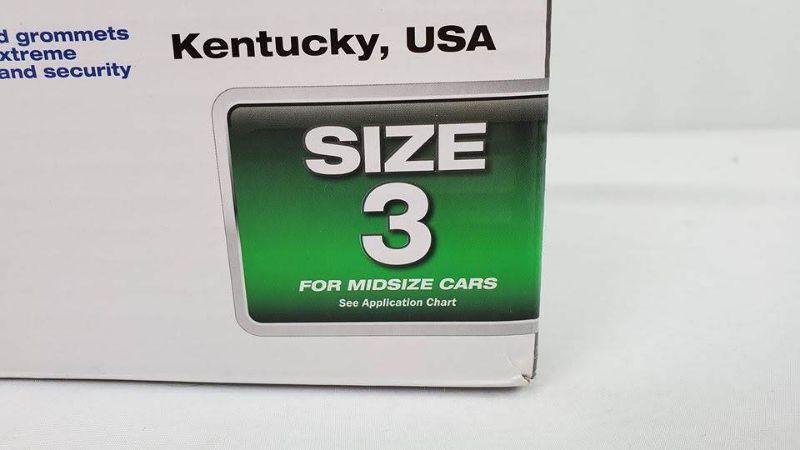 d grommets
xtreme
and security
Kentucky, USA
SIZE
3
FOR MIDSIZE CARS
See Application Chart